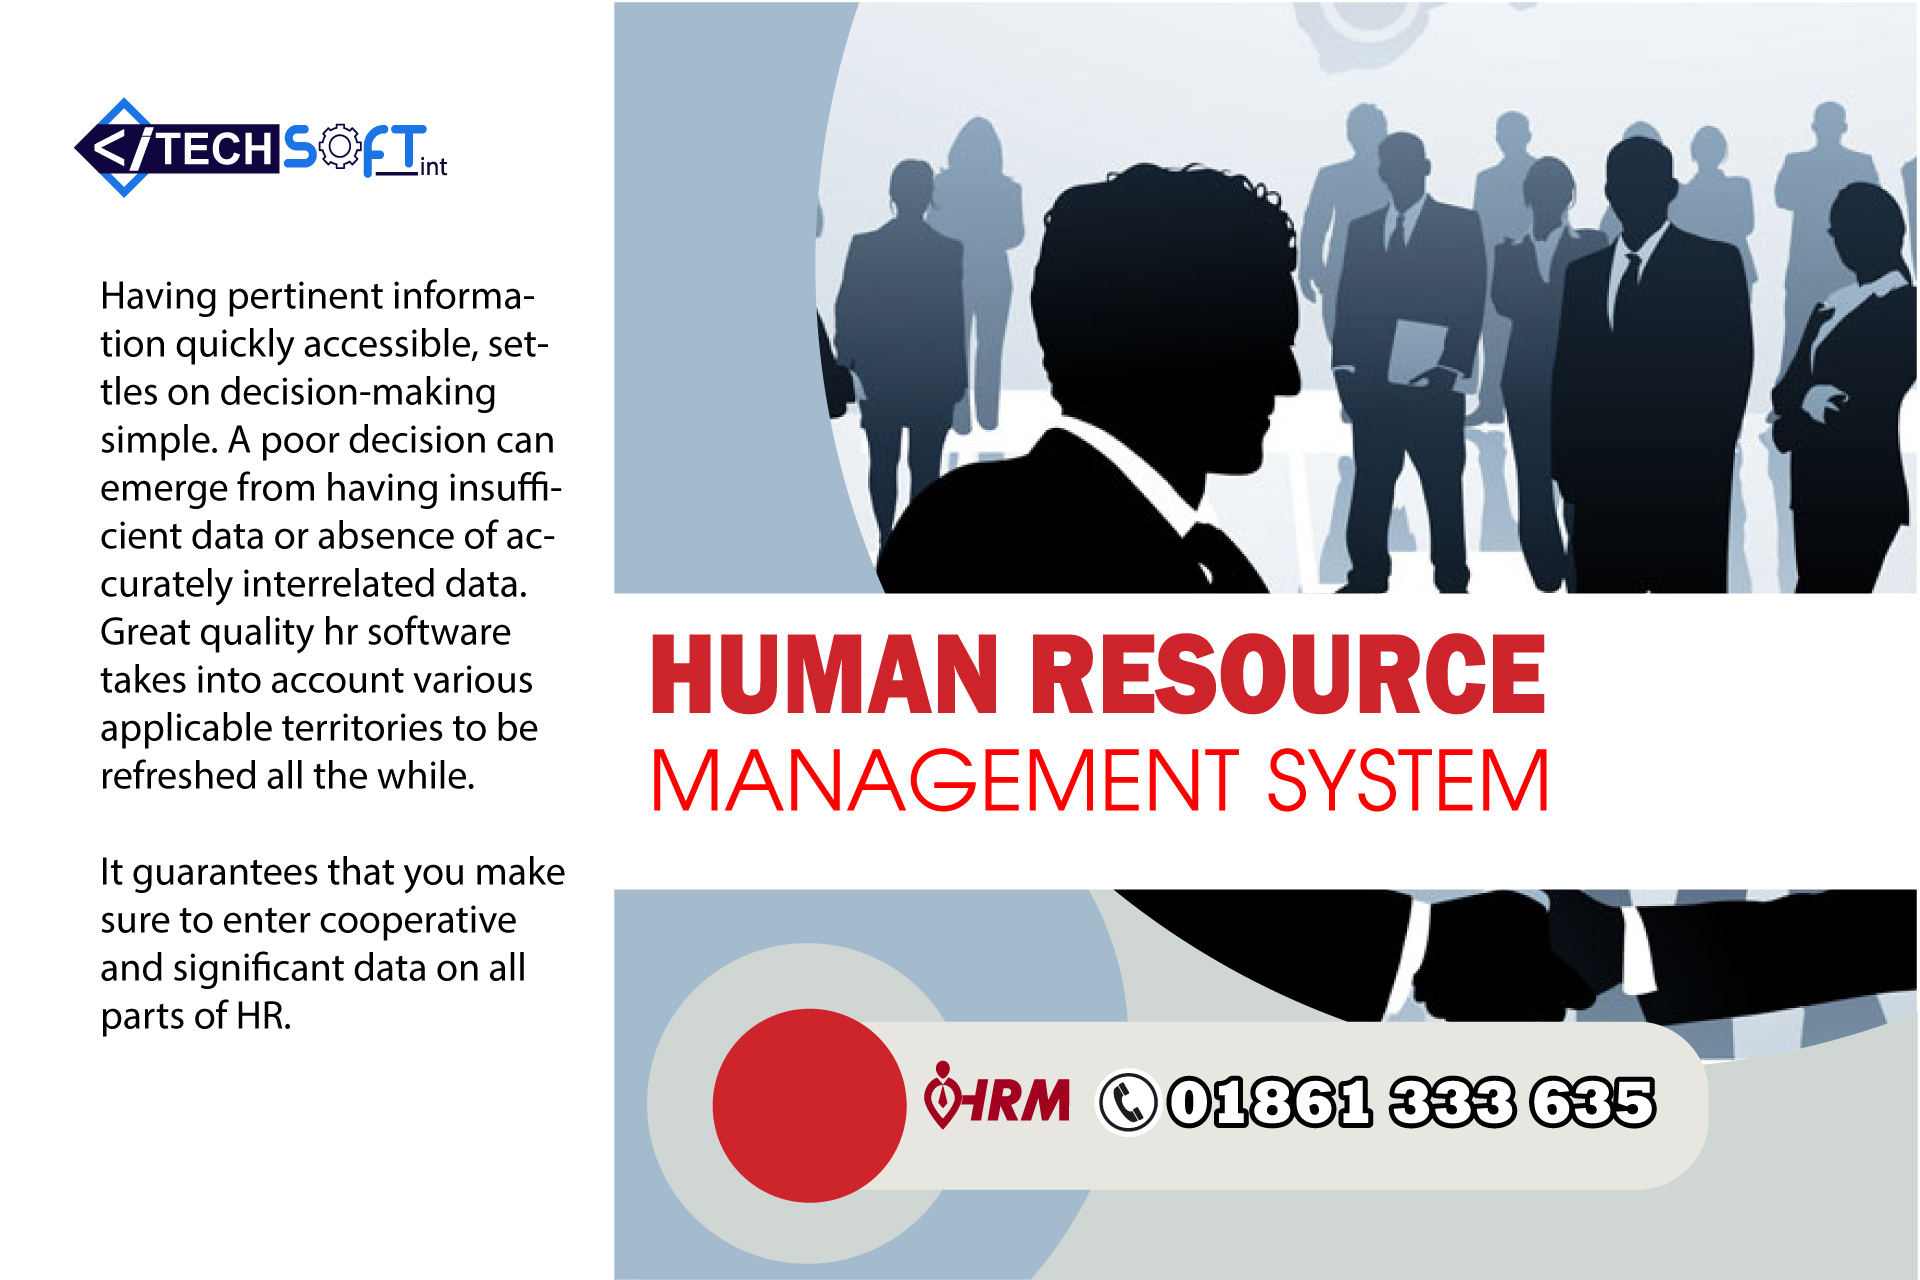 </TECHSOFT int
Having pertinent informa-
tion quickly accessible, set-
tles on decision-making
simple. A poor decision can
emerge from having insuffi-
cient data or absence of ac-
curately interrelated data.
Great quality hr software
takes into account various
applicable territories to be
refreshed all the while.
It guarantees that you make
sure to enter cooperative
and significant data on all
parts of HR.
HUMAN RESOURCE
MANAGEMENT SYSTEM
HRM 01861 333 635